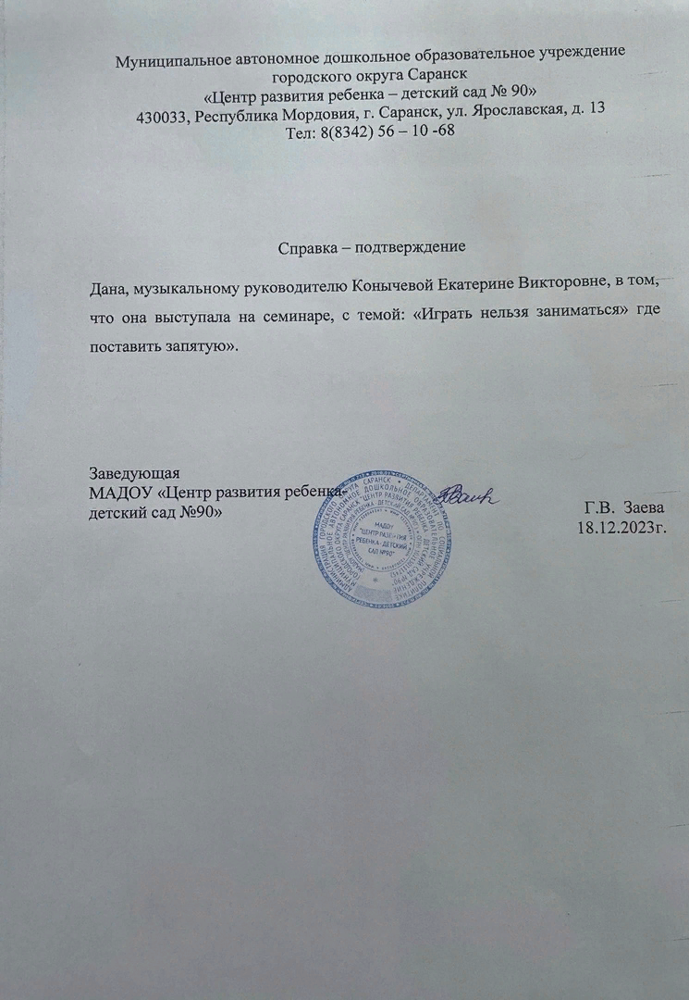 Муниципальное автономное дошкольное образовательное учреждение
городского округа Саранск
«Центр развития ребенка – детский сад № 90»
430033, Республика Мордовия, г. Саранск, ул. Ярославская, д. 13
Тел: 8(8342) 56 – 10 -68
Справка – подтверждение
Дана, музыкальному руководителю Конычевой Екатерине Викторовне, в том,
что она выступала на семинаре, с темой: «Играть нельзя заниматься» где
поставить запятую».
Заведующая
МАДОУ «Центр развития ребенка-
детский сад №90»
Г.В. Заева
18.12.2023г.
МАДОУ
"ЦЕНТР РАЗВИТИЯ
РЕБЕНКА - ДЕТСКИЙ
САД №90"